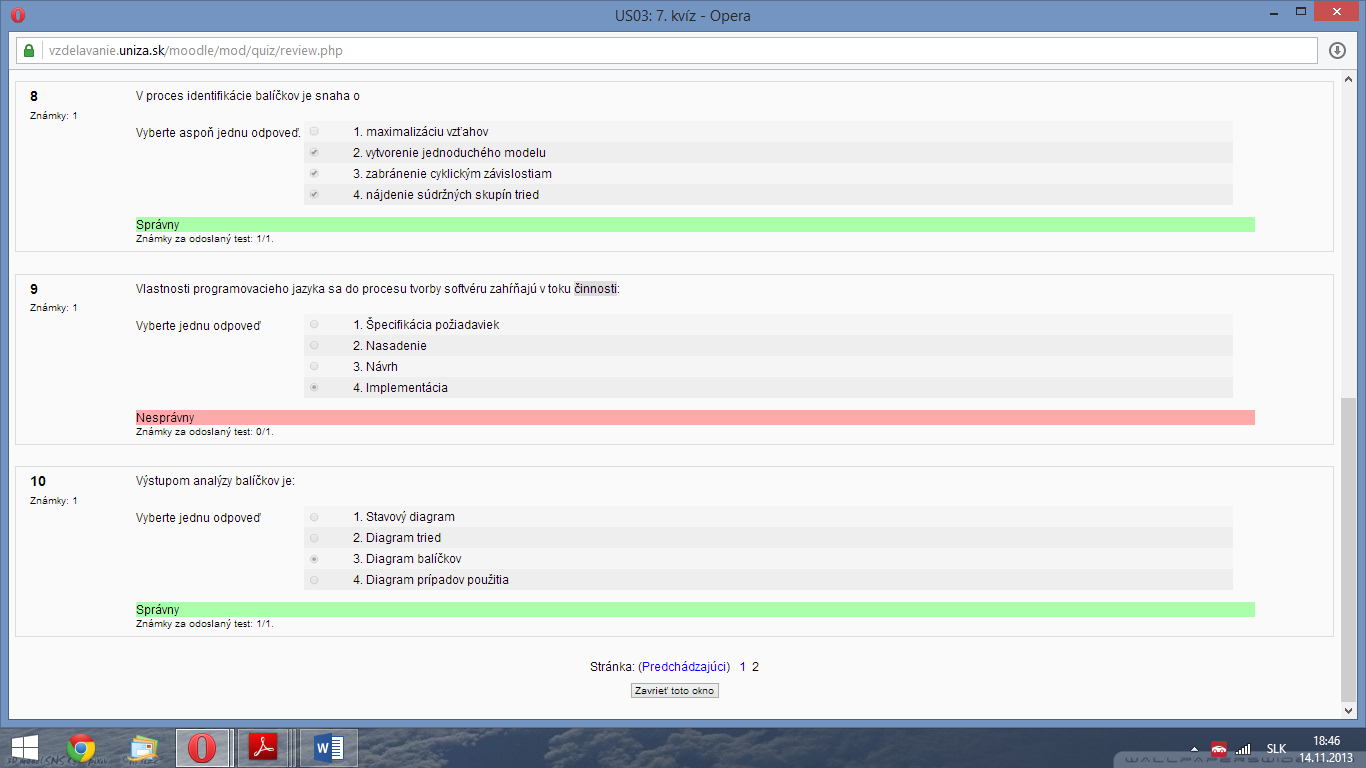 US03: 7. kvíz - Opera
vzdelavanie.uniza.sk/moodle/mod/quiz/review.php
8
Známky: 1
V proces identifikácie balíčkov je snaha o
Vyberte aspoň jednu odpoveď.
1. maximalizáciu vzťahov
2. vytvorenie jednoduchého modelu
3. zabránenie cyklickým závislostiam
4. nájdenie súdržných skupín tried
Správny
Známky za odoslaný test: 1/1.
9
Známky: 1
Vlastnosti programovacieho jazyka sa do procesu tvorby softvéru zahŕňajú v toku činnosti:
Vyberte jednu odpoveď
1. Špecifikácia požiadaviek
2. Nasadenie
3. Návrh
4. Implementácia
Nesprávny
Známky za odoslaný test: 0/1.
10
Známky: 1
Výstupom analýzy balíčkov je:
Vyberte jednu odpoveď
1. Stavový diagram
2. Diagram tried
3. Diagram balíčkov
4. Diagram prípadov použitia
Správny
Známky za odoslaný test: 1/1.
Stránka: (Predchádzajúci) 1 2
Zavrieť toto okno
SLK
18:46
14.11.2013